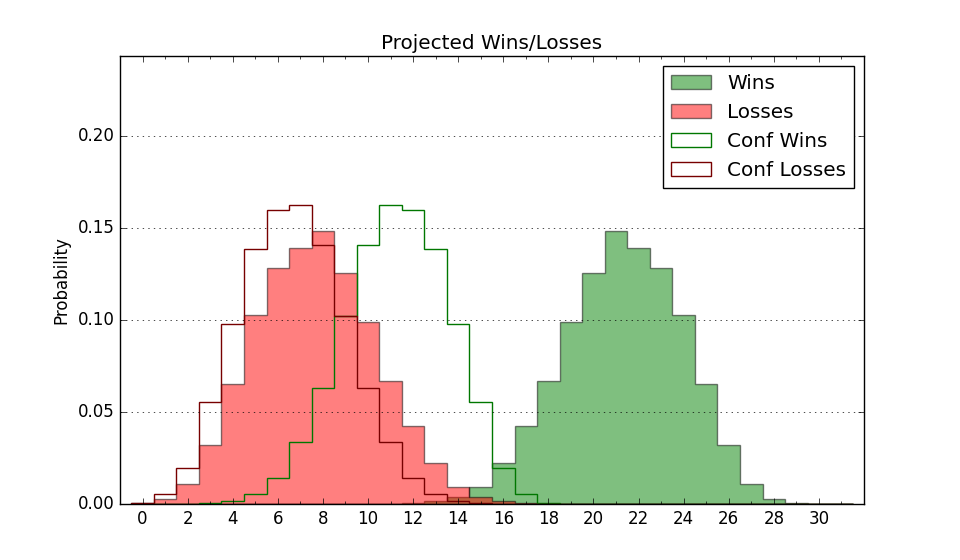 Projected Wins/Losses
Wins
Losses
Conf Wins
Conf Losses
Probability
0.20
0.15
0.10
0.05
0.00
0 2 4 6 8 10 12 14 16 18 20 22 24 26 28 30